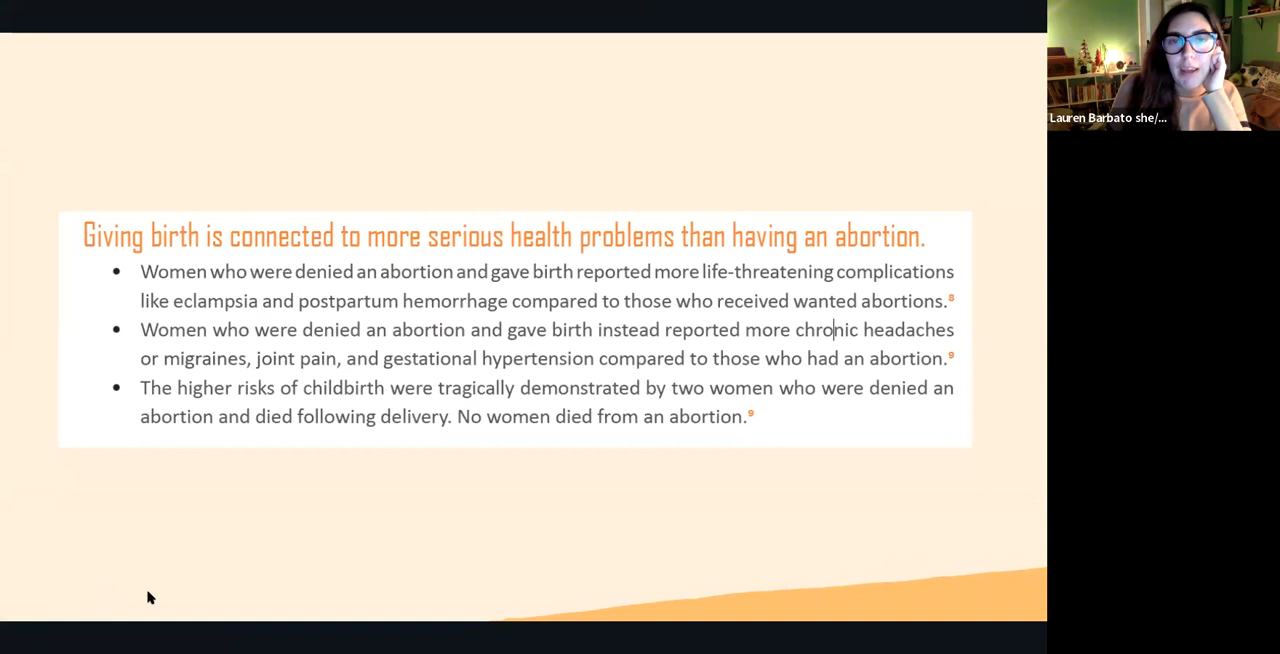 Giving birth is connected to more serious health problems than having an abortion.
• Women who were denied an abortion and gave birth reported more life-threatening complications
like eclampsia and postpartum hemorrhage compared to those who received wanted abortions.⁸
• Women who were denied an abortion and gave birth instead reported more chronic headaches
or migraines, joint pain, and gestational hypertension compared to those who had an abortion.⁹
• The higher risks of childbirth were tragically demonstrated by two women who were denied an
abortion and died following delivery. No women died from an abortion.⁹
Lauren Barbato she/...